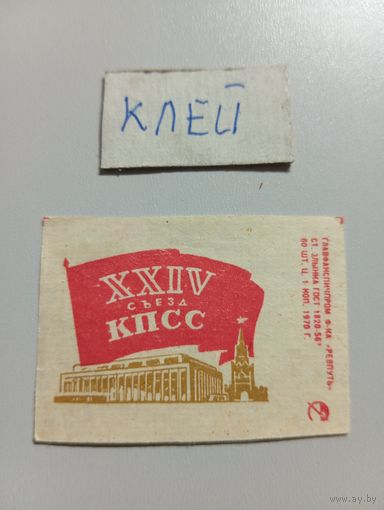 КЛЕЙ
XXIV
СЪЕЗД
КПСС
ГЛАВФАНСПИЧПРОМ Ф-КА «РЕВПУТЬ»
СТ. ЗЛЫНКА ГОСТ 1820-56*
60 ШТ. Ц. 1 КОП. 1970 Г.
www.ay.by